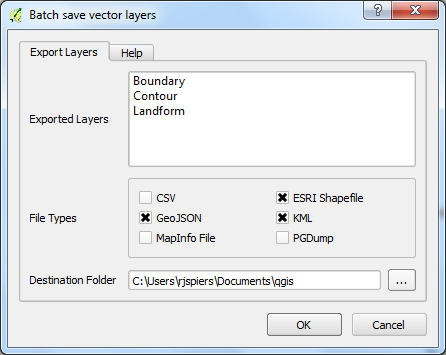 Batch save vector layers
?
Export Layers Help
Exported Layers
Boundary
Contour
Landform
File Types
CSV ESRI Shapefile
GeoJSON KML
MapInfo File PGDump
Destination Folder C:\Users\rjspiers\Documents\qgis ...
OK Cancel